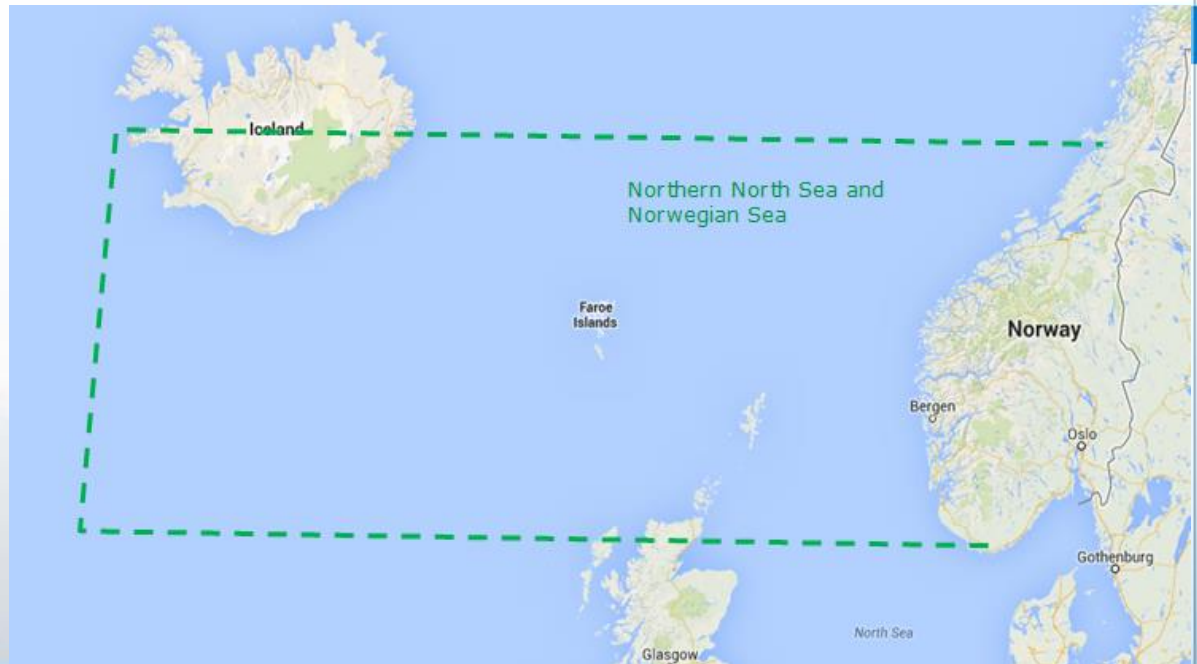 Iceland
Northern North Sea and
Norwegian Sea
Faroe
Islands
Norway
Bergen
Oslo
Gothenburg
North Sea
Glasgow